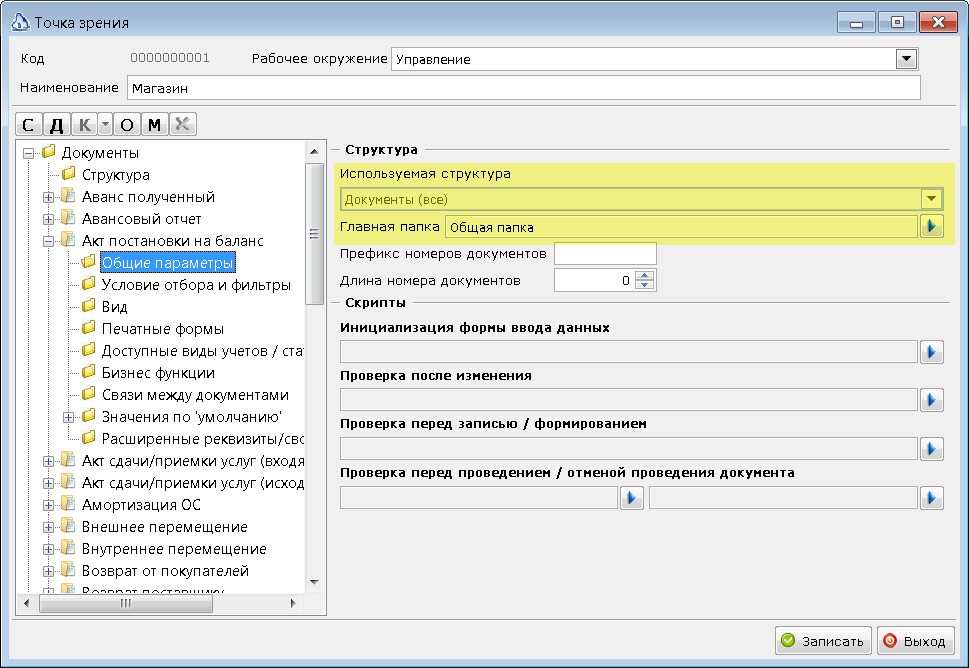 Точка зрения
Код 0000000001 Рабочее окружение Управление
Наименование Магазин
С Д К О М
Документы
Структура
Аванс полученный
Авансовый отчет
Акт постановки на баланс
Общие параметры
Условие отбора и фильтры
Вид
Печатные формы
Доступные виды учетов / ста
Бизнес функции
Связи между документами
Значения по 'умолчанию'
Расширенные реквизиты/сво
Акт сдачи/приемки услуг (входя
Акт сдачи/приемки услуг (исход
Амортизация ОС
Внешнее перемещение
Внутреннее перемещение
Возврат от покупателей
Возврат поставщику
Структура
Используемая структура
Документы (все)
Главная папка Общая папка
Префикс номеров документов
Длина номера документов 0
Скрипты
Инициализация формы ввода данных
Проверка после изменения
Проверка перед записью / формированием
Проверка перед проведением / отменой проведения документа
Записать Выход